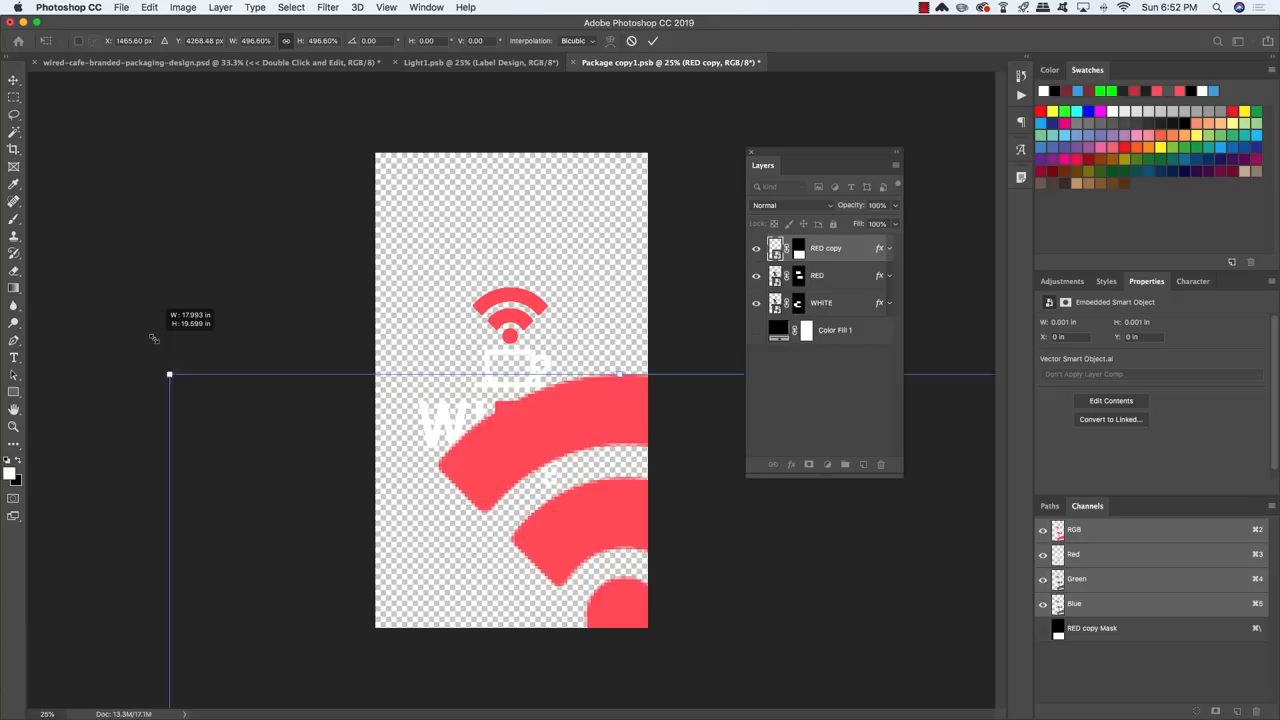 Photoshop CC File Edit Image Layer Type Select Filter 3D View Window Help Sun 6:52 PM
Adobe Photoshop CC 2019
X: 1465.60 px Y: 4268.48 px W: 496.60% H: 496.60% 0.00 ° H: 0.00 ° V: 0.00 ° Interpolation: Bicubic
wired-cafe-branded-packaging-design.psd @ 33.3% (<< Double Click and Edit, RGB/8) * Light1.psb @ 25% (Label Design, RGB/8*) Package copy1.psb @ 25% (RED copy, RGB/8*) *
Color Swatches
Layers
Kind
Normal Opacity: 100%
Lock: Fill: 100%
RED copy fx
RED fx
WHITE fx
Color Fill 1
W: 17.993 in
H: 19.599 in
W
Adjustments Styles Properties Character
Embedded Smart Object
W: 0.001 in H: 0.001 in
X: 0 in Y: 0 in
Vector Smart Object.ai
Don't Apply Layer Comp
Edit Contents
Convert to Linked...
Paths Channels
RGB ⌘2
Red ⌘3
Green ⌘4
Blue ⌘5
RED copy Mask ⌘\
25% Doc: 13.3M/17.1M